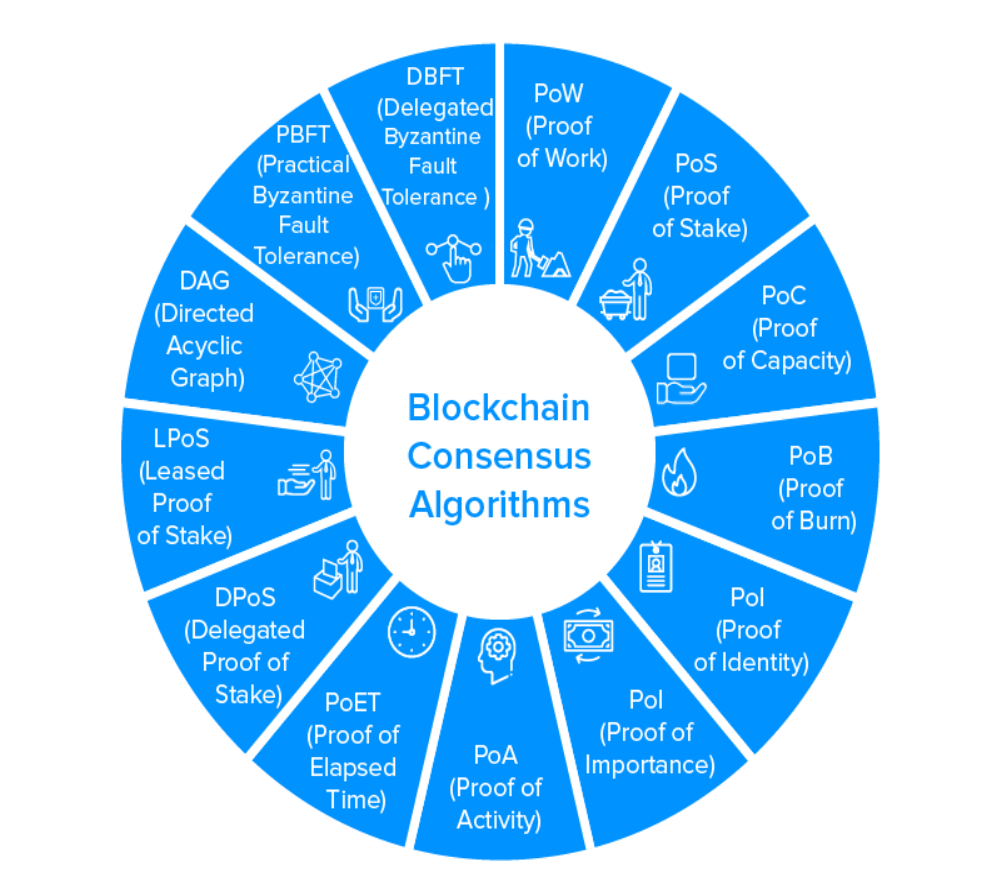 Blockchain
Consensus
Algorithms
PoW
(Proof
of Work)
PoS
(Proof
of Stake)
PoC
(Proof
of Capacity)
PoB
(Proof
of Burn)
PoI
(Proof
of Identity)
PoI
(Proof of
Importance)
PoA
(Proof of
Activity)
PoET
(Proof of
Elapsed
Time)
DPoS
(Delegated
Proof of
Stake)
LPoS
(Leased
Proof
of Stake)
DAG
(Directed
Acyclic
Graph)
PBFT
(Practical
Byzantine
Fault
Tolerance)
DBFT
(Delegated
Byzantine
Fault
Tolerance )